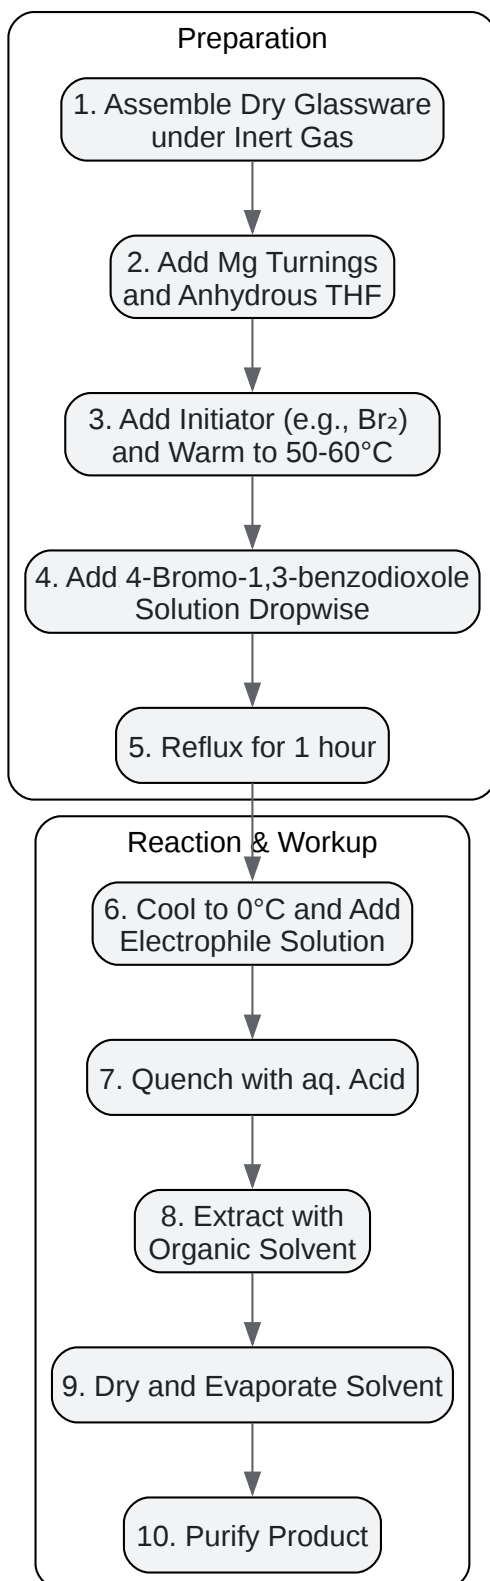 Preparation
1. Assemble Dry Glassware
under Inert Gas
2. Add Mg Turnings
and Anhydrous THF
3. Add Initiator (e.g., Br₂)
and Warm to 50-60°C
4. Add 4-Bromo-1,3-benzodioxole
Solution Dropwise
5. Reflux for 1 hour
Reaction & Workup
6. Cool to 0°C and Add
Electrophile Solution
7. Quench with aq. Acid
8. Extract with
Organic Solvent
9. Dry and Evaporate Solvent
10. Purify Product